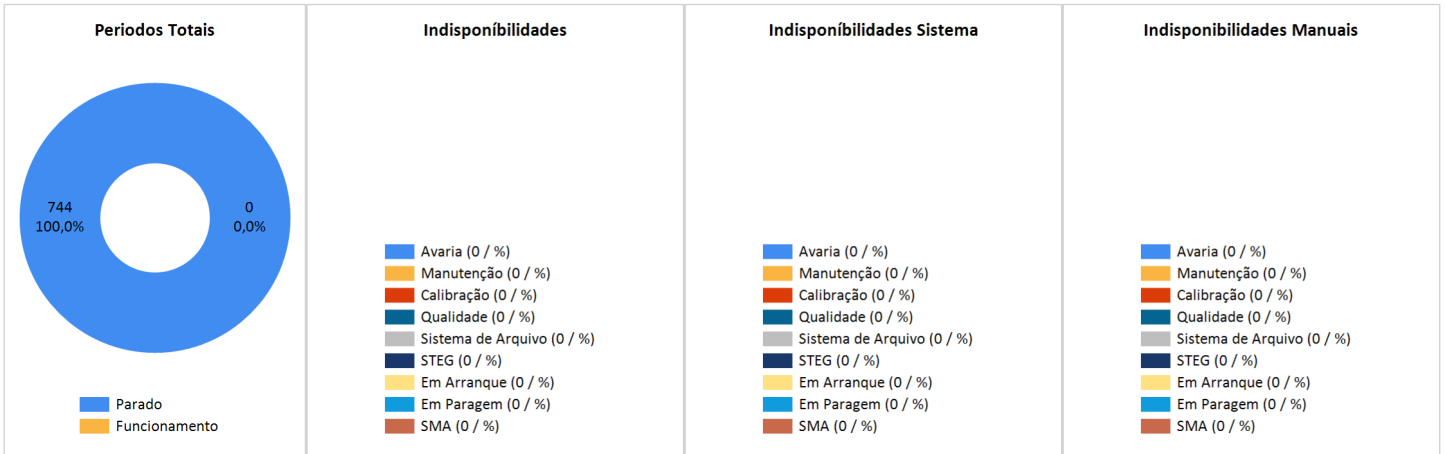 Periodos Totais
744
100,0%
0
0,0%
Parado
Funcionamento
Indisponíbilidades
Avaria (0 / %)
Manutenção (0 / %)
Calibração (0 / %)
Qualidade (0 / %)
Sistema de Arquivo (0 / %)
STEG (0 / %)
Em Arranque (0 / %)
Em Paragem (0 / %)
SMA (0 / %)
Indisponíbilidades Sistema
Avaria (0 / %)
Manutenção (0 / %)
Calibração (0 / %)
Qualidade (0 / %)
Sistema de Arquivo (0 / %)
STEG (0 / %)
Em Arranque (0 / %)
Em Paragem (0 / %)
SMA (0 / %)
Indisponibilidades Manuais
Avaria (0 / %)
Manutenção (0 / %)
Calibração (0 / %)
Qualidade (0 / %)
Sistema de Arquivo (0 / %)
STEG (0 / %)
Em Arranque (0 / %)
Em Paragem (0 / %)
SMA (0 / %)